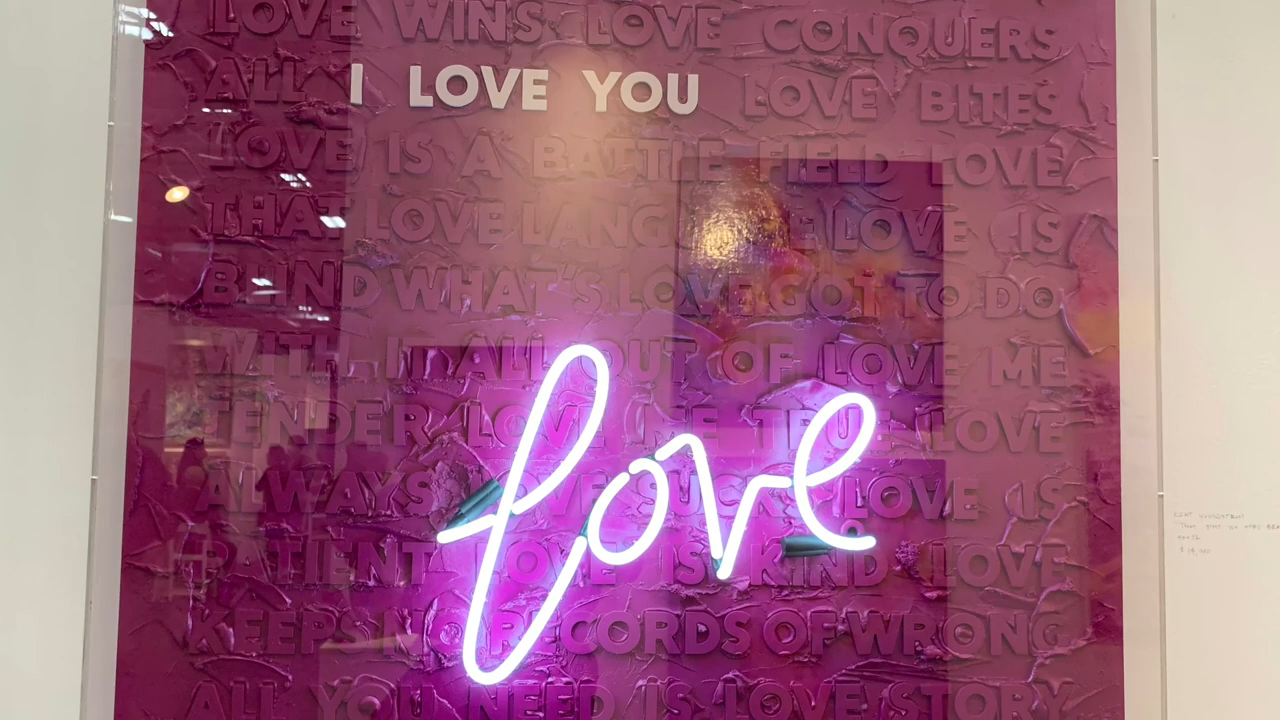 LOVE WINS LOVE CONQUERS
ALL I LOVE YOU LOVE BITES
LOVE IS A BATTLE FIELD LOVE
THAT LOVE LANGUAGE LOVE IS
BLIND WHAT'S LOVE GOT TO DO
WITH IT ALL OUT OF LOVE ME
TENDER LOVE ME TRUE LOVE
ALWAYS LOVE SUCKS LOVE IS
PATIENT LOVE IS KIND LOVE
KEEPS NO RECORDS OF WRONG
ALL YOU NEED IS LOVE STORY
love